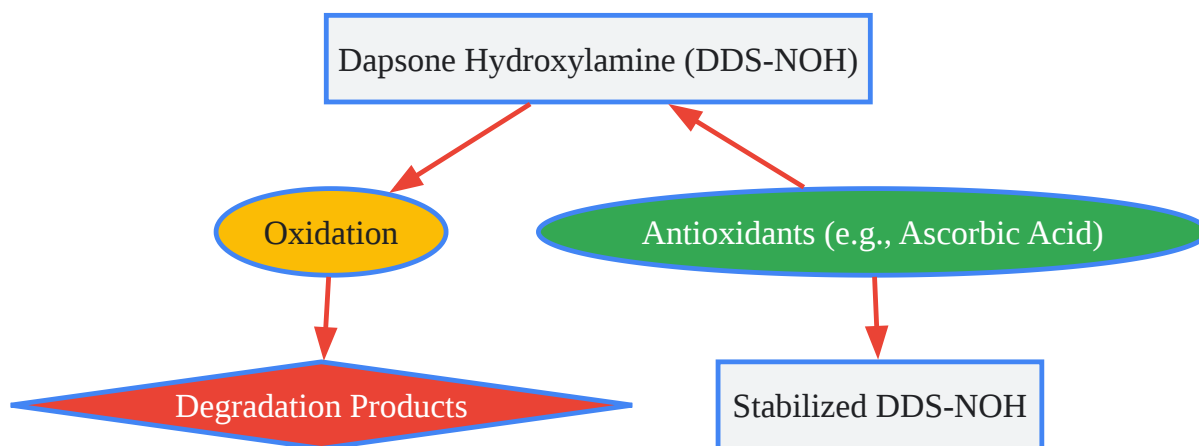 Dapsone Hydroxylamine (DDS-NOH)
Oxidation
Antioxidants (e.g., Ascorbic Acid)
Degradation Products
Stabilized DDS-NOH